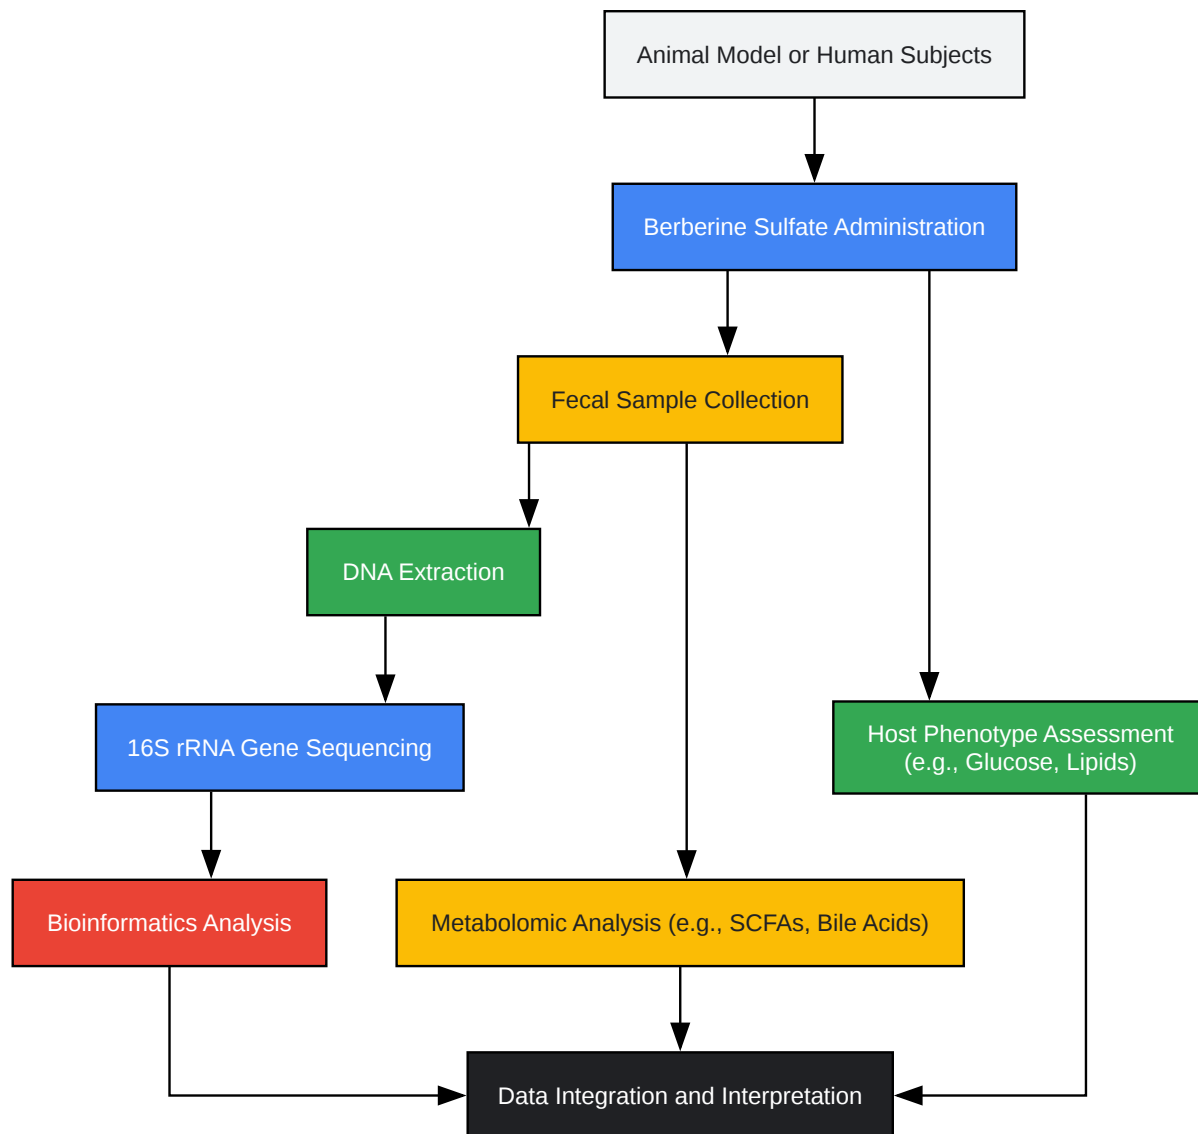 Animal Model or Human Subjects
Berberine Sulfate Administration
Fecal Sample Collection
DNA Extraction
16S rRNA Gene Sequencing
Host Phenotype Assessment
(e.g., Glucose, Lipids)
Bioinformatics Analysis
Metabolomic Analysis (e.g., SCFAs, Bile Acids)
Data Integration and Interpretation